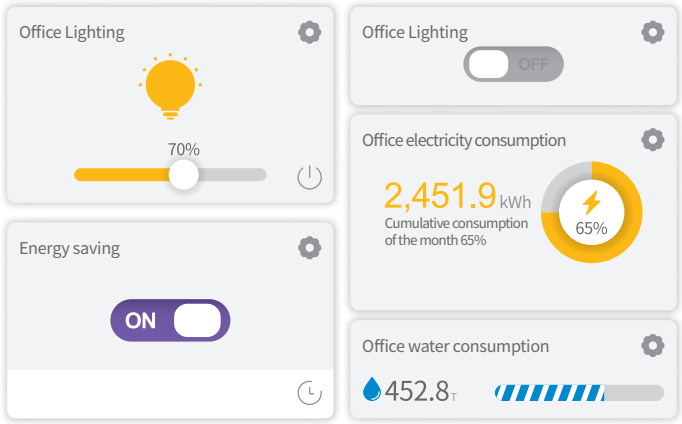 Office Lighting
70%
Energy saving
ON
Office Lighting
OFF
Office electricity consumption
2,451.9 kWh
Cumulative consumption
of the month 65%
65%
Office water consumption
452.8 T